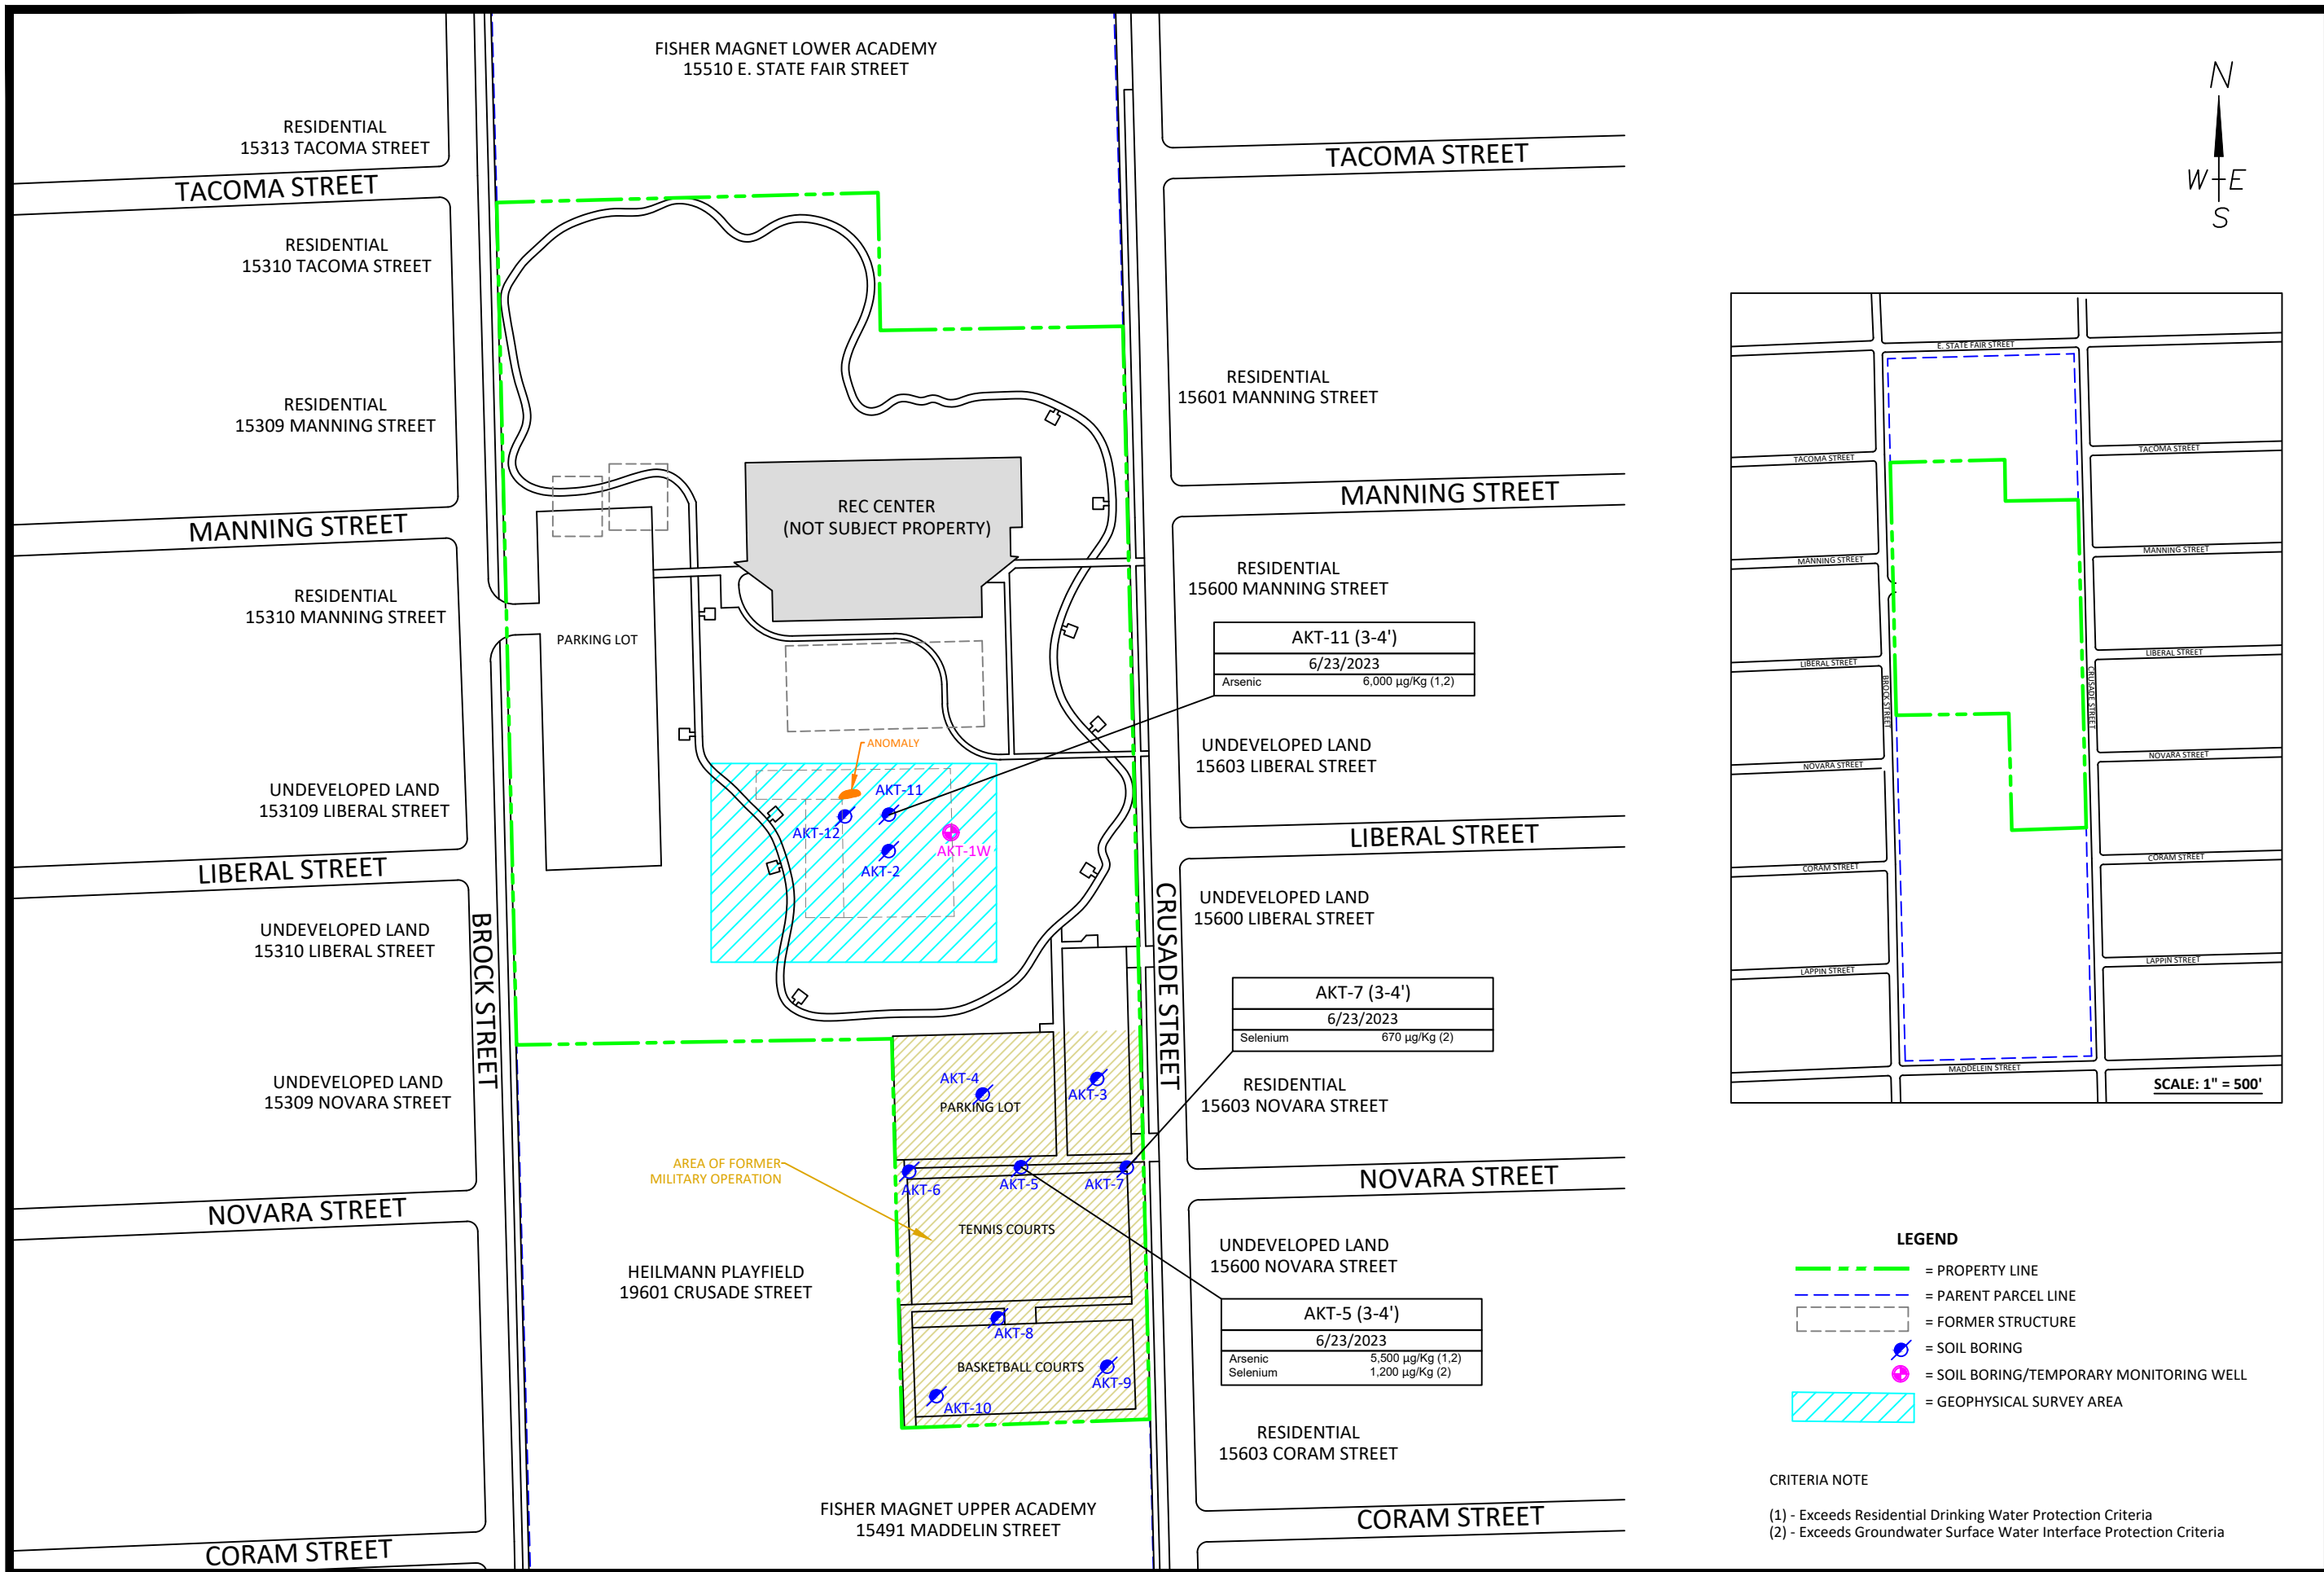 FISHER MAGNET LOWER ACADEMY
15510 E. STATE FAIR STREET
RESIDENTIAL
15313 TACOMA STREET
TACOMA STREET
RESIDENTIAL
15310 TACOMA STREET
RESIDENTIAL
15309 MANNING STREET
MANNING STREET
RESIDENTIAL
15310 MANNING STREET
UNDEVELOPED LAND
153109 LIBERAL STREET
LIBERAL STREET
UNDEVELOPED LAND
15310 LIBERAL STREET
BROCK STREET
UNDEVELOPED LAND
15309 NOVARA STREET
NOVARA STREET
CORAM STREET
REC CENTER
(NOT SUBJECT PROPERTY)
PARKING LOT
ANOMALY
AKT-11
AKT-12
AKT-1W
AKT-2
AKT-4
PARKING LOT
AKT-3
AREA OF FORMER
MILITARY OPERATION
AKT-6
AKT-5
AKT-7
TENNIS COURTS
HEILMANN PLAYFIELD
19601 CRUSADE STREET
AKT-8
BASKETBALL COURTS
AKT-9
AKT-10
FISHER MAGNET UPPER ACADEMY
15491 MADDELIN STREET
TACOMA STREET
RESIDENTIAL
15601 MANNING STREET
MANNING STREET
RESIDENTIAL
15600 MANNING STREET
AKT-11 (3-4')
6/23/2023
Arsenic 6,000 µg/Kg (1,2)
UNDEVELOPED LAND
15603 LIBERAL STREET
LIBERAL STREET
UNDEVELOPED LAND
15600 LIBERAL STREET
CRUSADE STREET
AKT-7 (3-4')
6/23/2023
Selenium 670 µg/Kg (2)
RESIDENTIAL
15603 NOVARA STREET
NOVARA STREET
UNDEVELOPED LAND
15600 NOVARA STREET
AKT-5 (3-4')
6/23/2023
Arsenic 5,500 µg/Kg (1,2)
Selenium 1,200 µg/Kg (2)
RESIDENTIAL
15603 CORAM STREET
CORAM STREET
N
W E
S
E. STATE FAIR STREET
TACOMA STREET
TACOMA STREET
MANNING STREET
MANNING STREET
LIBERAL STREET
LIBERAL STREET
BROCK STREET
CRUSADE STREET
NOVARA STREET
NOVARA STREET
CORAM STREET
CORAM STREET
LAPPIN STREET
LAPPIN STREET
MADDELEIN STREET
SCALE: 1" = 500'
LEGEND
= PROPERTY LINE
= PARENT PARCEL LINE
= FORMER STRUCTURE
= SOIL BORING
= SOIL BORING/TEMPORARY MONITORING WELL
= GEOPHYSICAL SURVEY AREA
CRITERIA NOTE
(1) - Exceeds Residential Drinking Water Protection Criteria
(2) - Exceeds Groundwater Surface Water Interface Protection Criteria